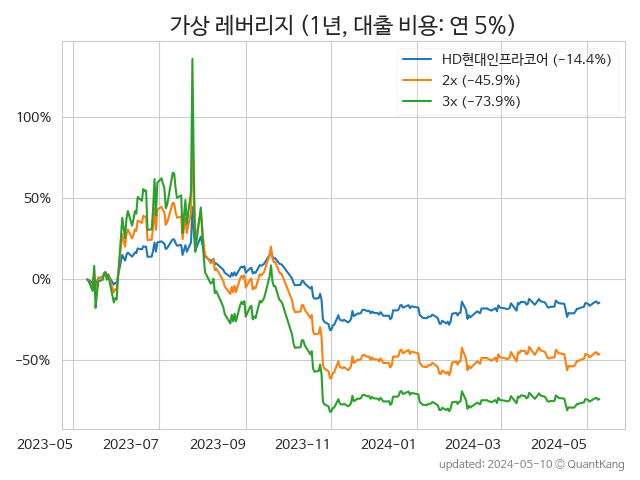 가상 레버리지 (1년, 대출 비용: 연 5%)
HD현대인프라코어 (−14.4%)
2x (−45.9%)
3x (−73.9%)
100%
50%
0%
−50%
2023-05 2023-07 2023-09 2023-11 2024-01 2024-03 2024-05
updated: 2024-05-10 © QuantKang